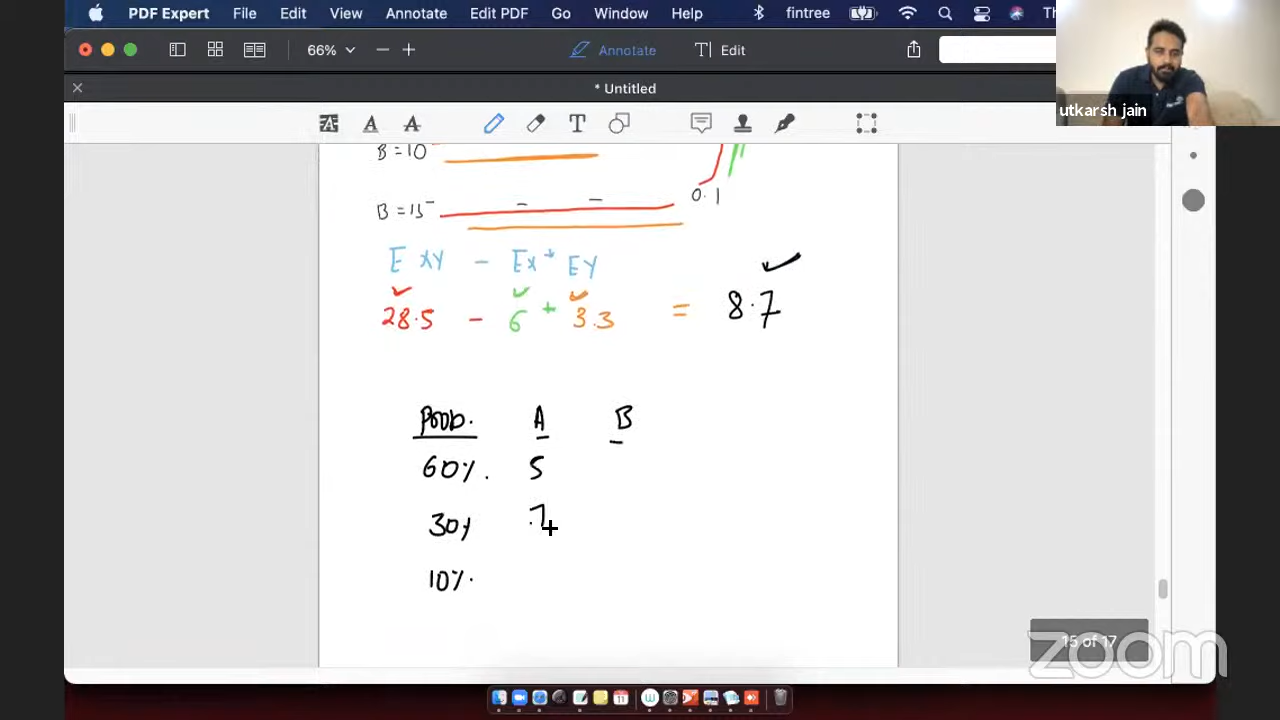 PDF Expert File Edit View Annotate Edit PDF Go Window Help fintree Th
66% Annotate Edit
utkarsh jain
* Untitled
B = 10
B = 15 0.1
E XY - EX * EY
28.5 - 6 * 3.3 = 8.7
Prob. A B
60%. 5
30% 7
10%.
15 of 17
zoom
11